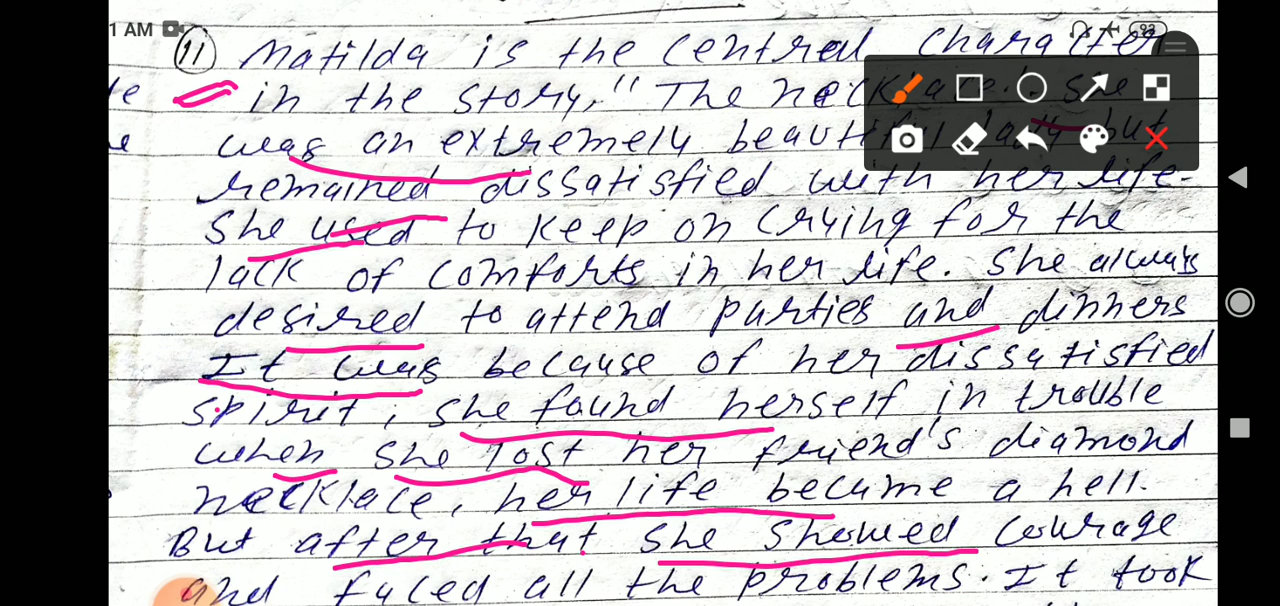 1 AM
11 Matilda is the central character
in the story, "The necklace. She
was an extremely beautiful lady but
remained dissatisfied with her life.
She used to keep on crying for the
lack of comforts in her life. She always
desired to attend parties and dinners
It was because of her dissatisfied
spirit, she found herself in trouble
when she lost her friend's diamond
necklace, her life became a hell.
But after that she showed courage
and faced all the problems. It took